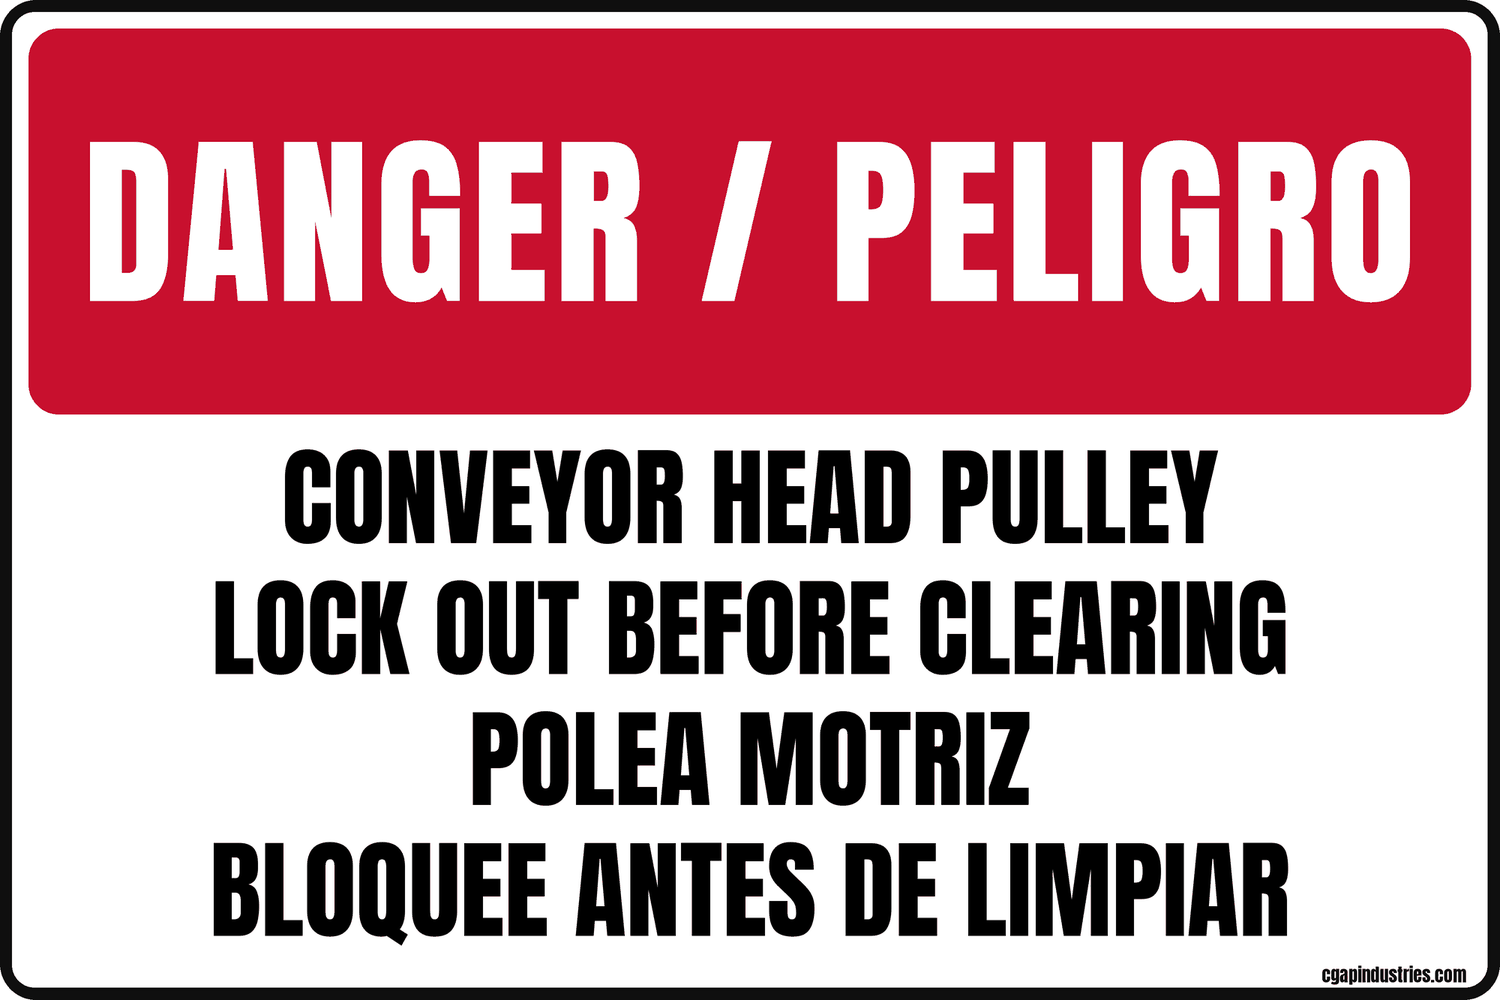 DANGER / PELIGRO
CONVEYOR HEAD PULLEY
LOCK OUT BEFORE CLEARING
POLEA MOTRIZ
BLOQUEE ANTES DE LIMPIAR
cgapindustries.com